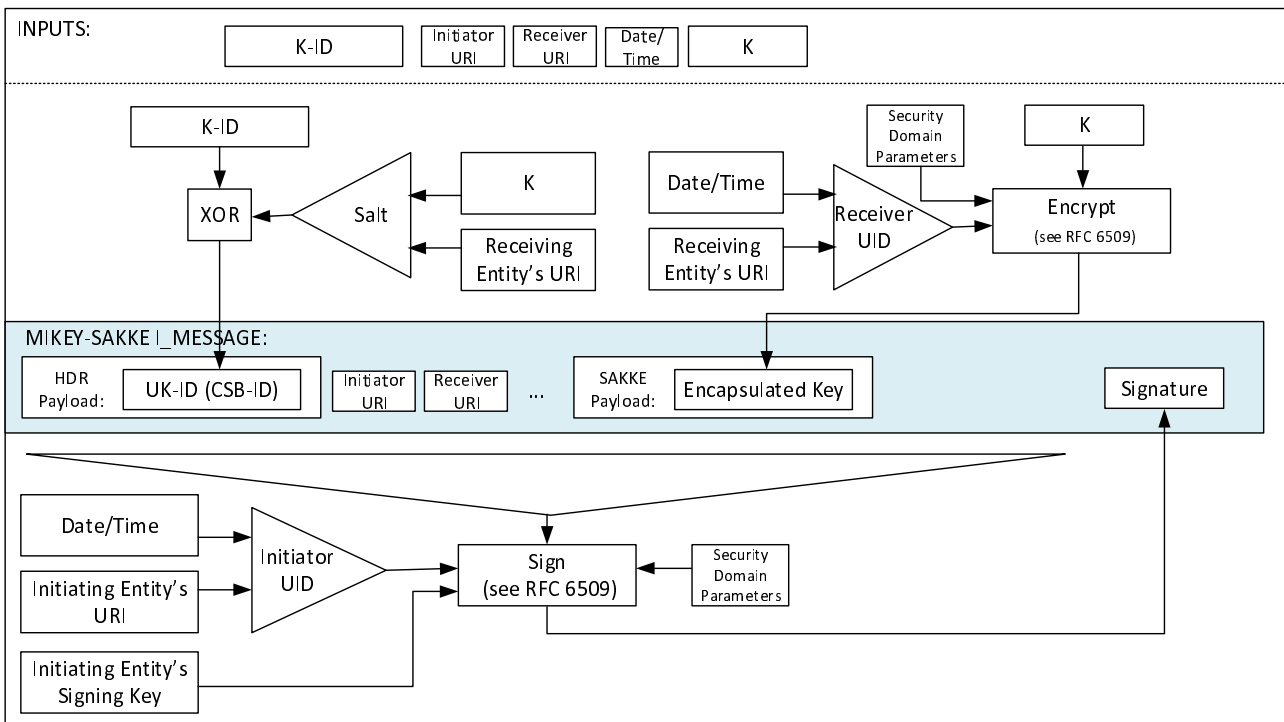 INPUTS:
K-ID
Initiator
URI
Receiver
URI
Date/
Time
K
K-ID
XOR
Salt
K
Receiving
Entity's URI
Date/Time
Receiving
Entity's URI
Receiver
UID
Security
Domain
Parameters
K
Encrypt
(see RFC 6509)
MIKEY-SAKKE I_MESSAGE:
HDR
Payload:
UK-ID (CSB-ID)
Initiator
URI
Receiver
URI
...
SAKKE
Payload:
Encapsulated Key
Signature
Date/Time
Initiating Entity's
URI
Initiating Entity's
Signing Key
Initiator
UID
Sign
(see RFC 6509)
Security
Domain
Parameters